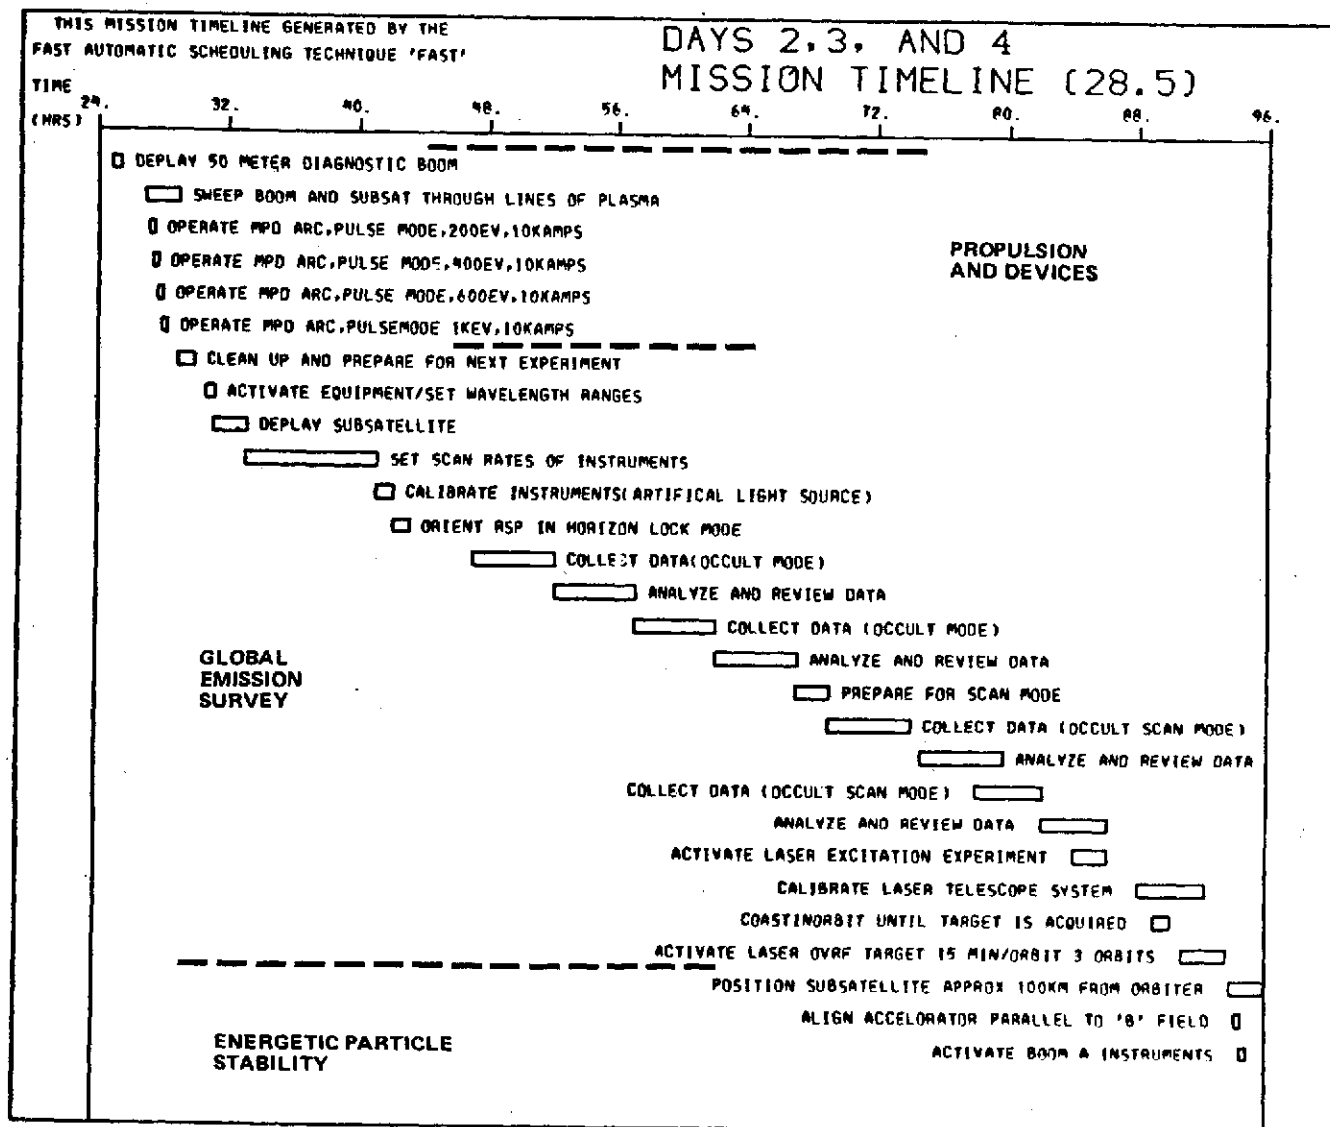 THIS MISSION TIMELINE GENERATED BY THE
FAST AUTOMATIC SCHEDULING TECHNIQUE 'FAST'
DAYS 2.3. AND 4
MISSION TIMELINE (28.5)
TIME
(HRS)
24. 32. 40. 48. 56. 64. 72. 80. 88. 96.
DEPLAY 50 METER DIAGNOSTIC BOOM
SWEEP BOOM AND SUBSAT THROUGH LINES OF PLASMA
OPERATE MPD ARC,PULSE MODE,200EV,10KAMPS
OPERATE MPD ARC,PULSE MODE,400EV,10KAMPS
OPERATE MPD ARC,PULSE MODE,600EV,10KAMPS
OPERATE MPD ARC,PULSEMODE 1KEV,10KAMPS
PROPULSION
AND DEVICES
CLEAN UP AND PREPARE FOR NEXT EXPERIMENT
ACTIVATE EQUIPMENT/SET WAVELENGTH RANGES
DEPLAY SUBSATELLITE
SET SCAN RATES OF INSTRUMENTS
CALIBRATE INSTRUMENTS(ARTIFICAL LIGHT SOURCE)
ORIENT ASP IN HORIZON LOCK MODE
COLLECT DATA(OCCULT MODE)
ANALYZE AND REVIEW DATA
COLLECT DATA (OCCULT MODE)
ANALYZE AND REVIEW DATA
GLOBAL
EMISSION
SURVEY
PREPARE FOR SCAN MODE
COLLECT DATA (OCCULT SCAN MODE)
ANALYZE AND REVIEW DATA
COLLECT DATA (OCCULT SCAN MODE)
ANALYZE AND REVIEW DATA
ACTIVATE LASER EXCITATION EXPERIMENT
CALIBRATE LASER TELESCOPE SYSTEM
COASTINORBIT UNTIL TARGET IS ACQUIRED
ACTIVATE LASER OVRF TARGET 15 MIN/ORBIT 3 ORBITS
POSITION SUBSATELLITE APPROX 100KM FROM ORBITER
ALIGN ACCELORATOR PARALLEL TO 'B' FIELD
ACTIVATE BOOM A INSTRUMENTS
ENERGETIC PARTICLE
STABILITY